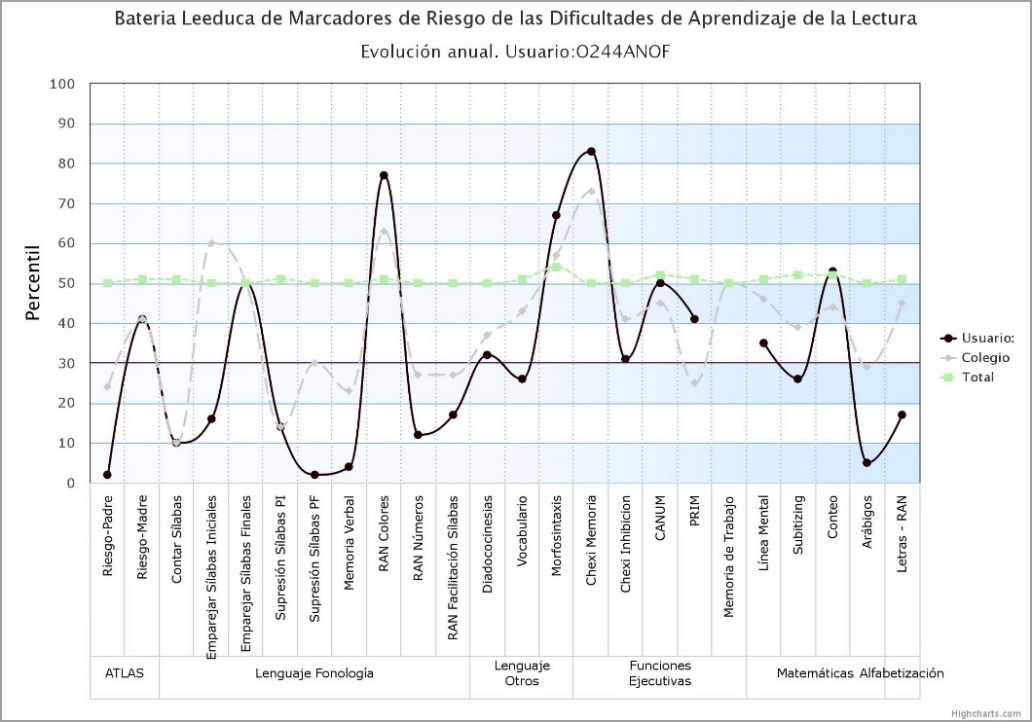 Bateria Leeduca de Marcadores de Riesgo de las Dificultades de Aprendizaje de la Lectura
Evolución anual. Usuario:O244ANOF
Percentil
100
90
80
70
60
50
40
30
20
10
0
Riesgo-Padre
Riesgo-Madre
Contar Sílabas
Emparejar Sílabas Iniciales
Emparejar Sílabas Finales
Supresión Sílabas PI
Supresión Sílabas PF
Memoria Verbal
RAN Colores
RAN Números
RAN Facilitación Sílabas
Diadococinesias
Vocabulario
Morfosintaxis
Chexi Memoria
Chexi Inhibicion
CANUM
PRIM
Memoria de Trabajo
Línea Mental
Subitizing
Conteo
Arábigos
Letras - RAN
ATLAS
Lenguaje Fonología
Lenguaje
Otros
Funciones
Ejecutivas
Matemáticas
Alfabetización
Usuario:
Colegio
Total
Highcharts.com